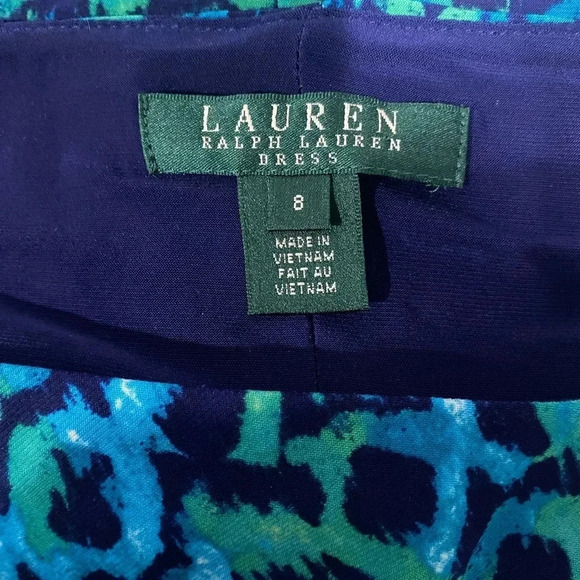 LAUREN
RALPH LAUREN
DRESS
8
MADE IN
VIETNAM
FAIT AU
VIETNAM